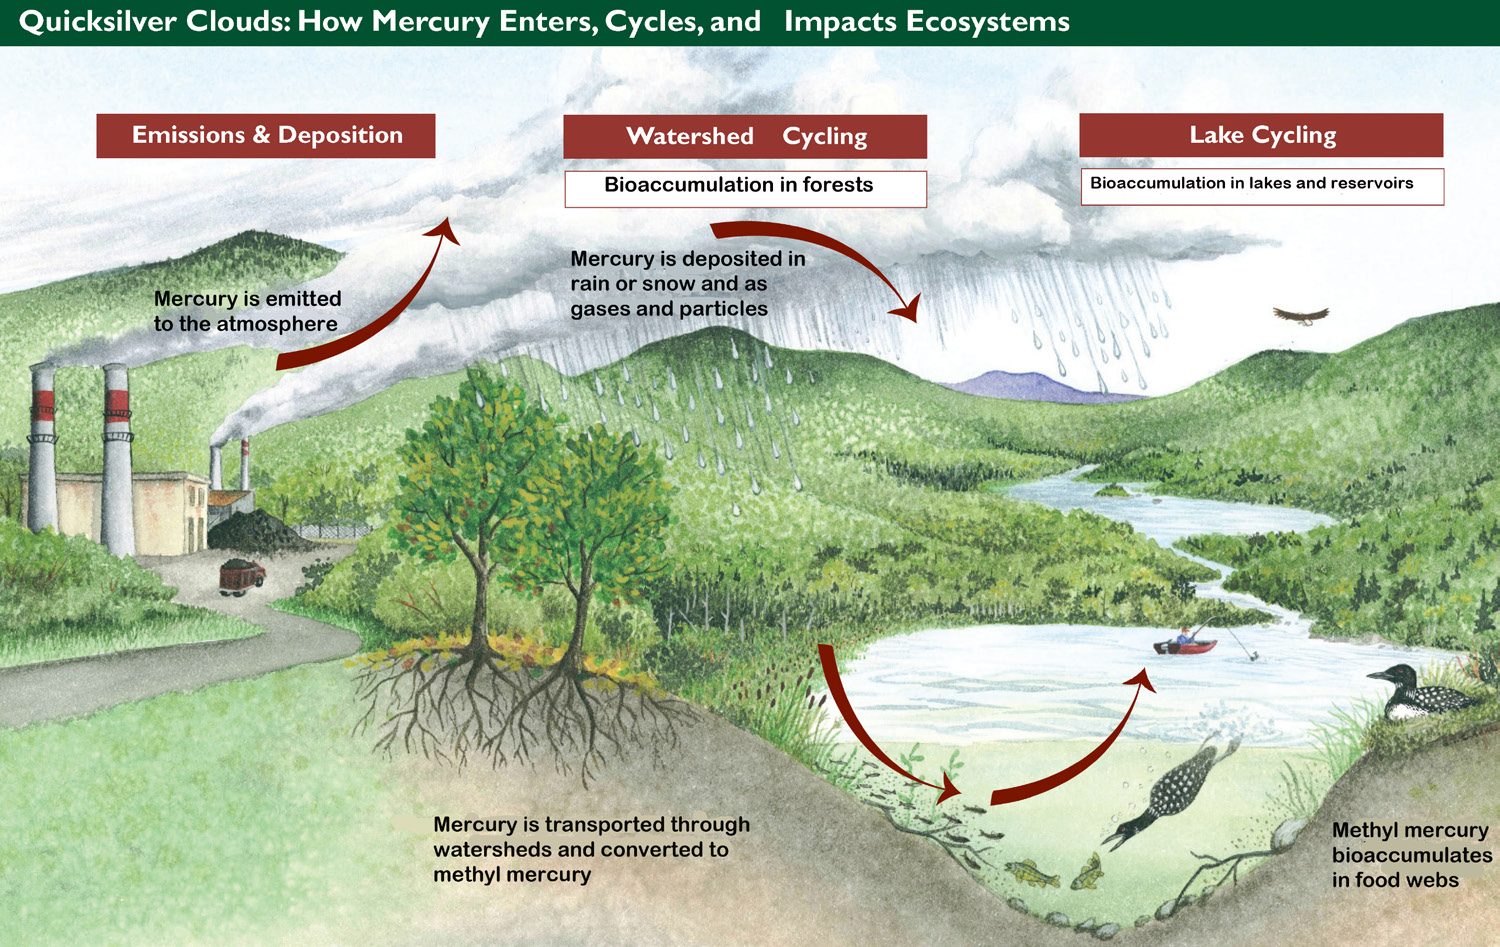 Quicksilver Clouds: How Mercury Enters, Cycles, and Impacts Ecosystems
Emissions & Deposition
Watershed Cycling
Lake Cycling
Bioaccumulation in forests
Bioaccumulation in lakes and reservoirs
Mercury is emitted
to the atmosphere
Mercury is deposited in
rain or snow and as
gases and particles
Mercury is transported through
watersheds and converted to
methyl mercury
Methyl mercury
bioaccumulates
in food webs